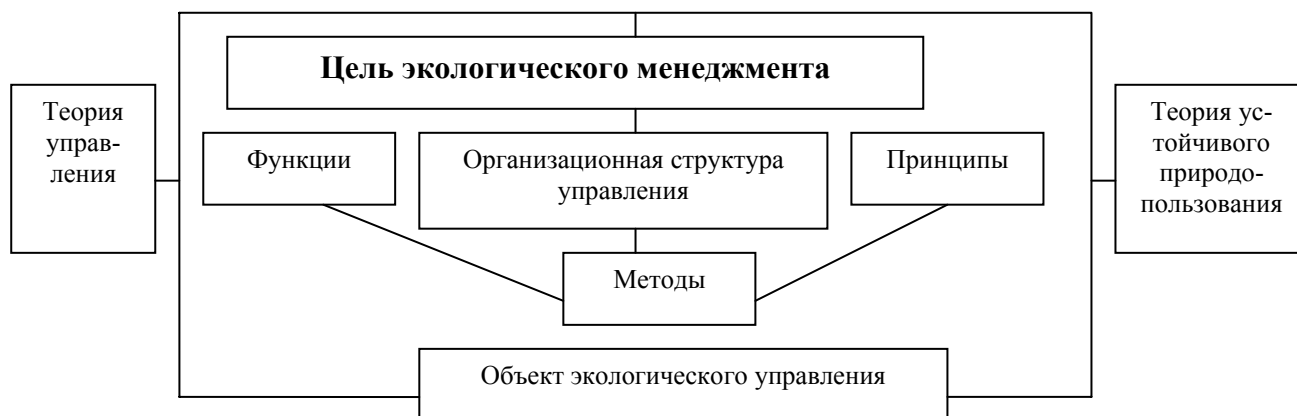 Цель экологического менеджмента
Теория
управ-
ления
Функции
Организационная структура
управления
Принципы
Теория ус-
тойчивого
природо-
пользования
Методы
Объект экологического управления